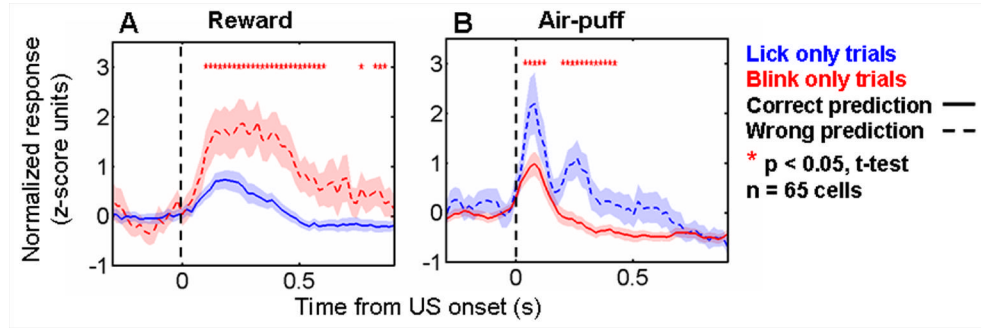 A Reward
B Air-puff
Normalized response
(z-score units)
3
2
1
0
-1
0
0.5
3
2
1
0
-1
0
0.5
Time from US onset (s)
Lick only trials
Blink only trials
Correct prediction
Wrong prediction
* p < 0.05, t-test
n = 65 cells